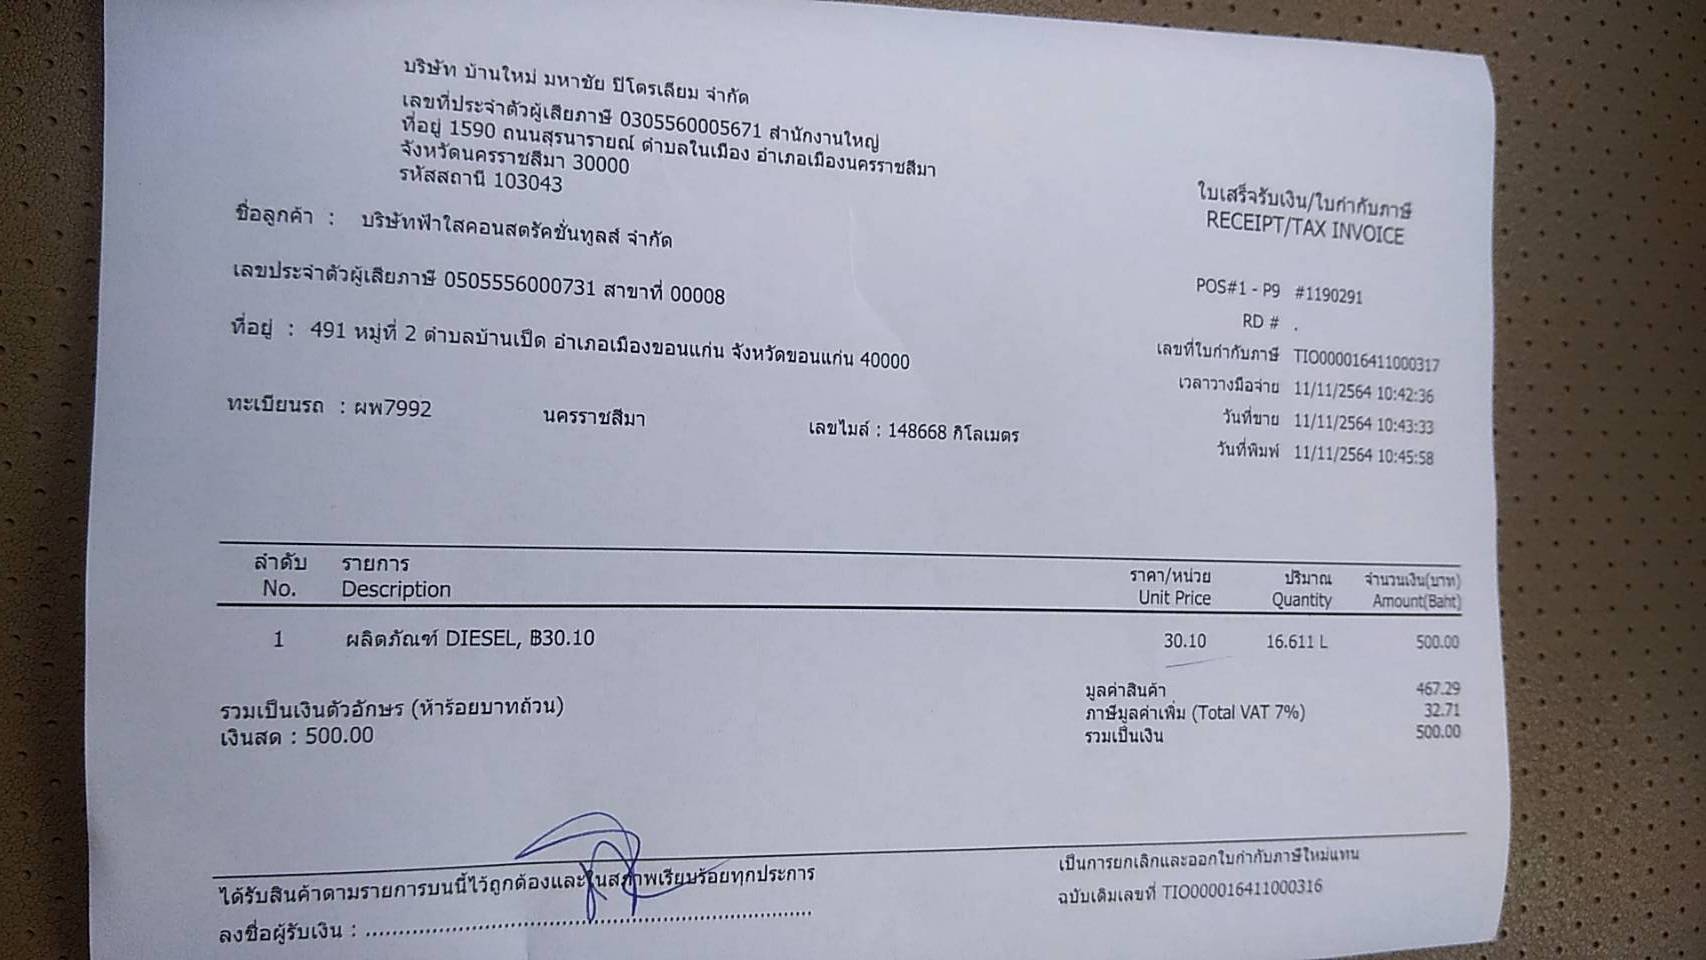 บริษัท บ้านใหม่ มหาชัย ปิโตรเลียม จำกัด
เลขที่ประจำตัวผู้เสียภาษี 0305560005671 สำนักงานใหญ่
ที่อยู่ 1590 ถนนสุรนารายณ์ ตำบลในเมือง อำเภอเมืองนครราชสีมา
จังหวัดนครราชสีมา 30000
รหัสสถานี 103043
ใบเสร็จรับเงิน/ใบกำกับภาษี
RECEIPT/TAX INVOICE
ชื่อลูกค้า : บริษัทฟ้าใสคอนสตรัคชั่นทูลส์ จำกัด
เลขประจำตัวผู้เสียภาษี 0505556000731 สาขาที่ 00008
ที่อยู่ : 491 หมู่ที่ 2 ตำบลบ้านเป็ด อำเภอเมืองขอนแก่น จังหวัดขอนแก่น 40000
ทะเบียนรถ : ผพ7992 นครราชสีมา เลขไมล์ : 148668 กิโลเมตร
POS#1 - P9 #1190291
RD # .
เลขที่ใบกำกับภาษี TIO000016411000317
เวลาวางมือจ่าย 11/11/2564 10:42:36
วันที่ขาย 11/11/2564 10:43:33
วันที่พิมพ์ 11/11/2564 10:45:58
ลำดับ รายการ ราคา/หน่วย ปริมาณ จำนวนเงิน(บาท)
No. Description Unit Price Quantity Amount(Baht)
1 ผลิตภัณฑ์ DIESEL, ฿30.10 30.10 16.611 L 500.00
มูลค่าสินค้า 467.29
รวมเป็นเงินตัวอักษร (ห้าร้อยบาทถ้วน) ภาษีมูลค่าเพิ่ม (Total VAT 7%) 32.71
เงินสด : 500.00 รวมเป็นเงิน 500.00
ได้รับสินค้าตามรายการบนนี้ไว้ถูกต้องและในสภาพเรียบร้อยทุกประการ
ลงชื่อผู้รับเงิน : ........................................................................
เป็นการยกเลิกและออกใบกำกับภาษีใหม่แทน
ฉบับเดิมเลขที่ TIO000016411000316